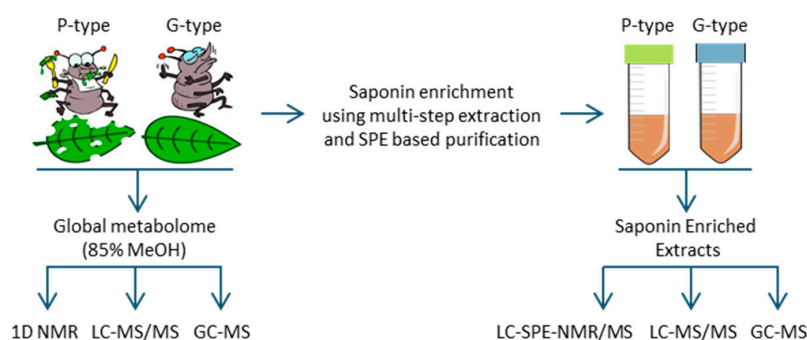 P-type
G-type
Saponin enrichment
using multi-step extraction
and SPE based purification
P-type
G-type
Global metabolome
(85% MeOH)
1D NMR
LC-MS/MS
GC-MS
Saponin Enriched
Extracts
LC-SPE-NMR/MS
LC-MS/MS
GC-MS